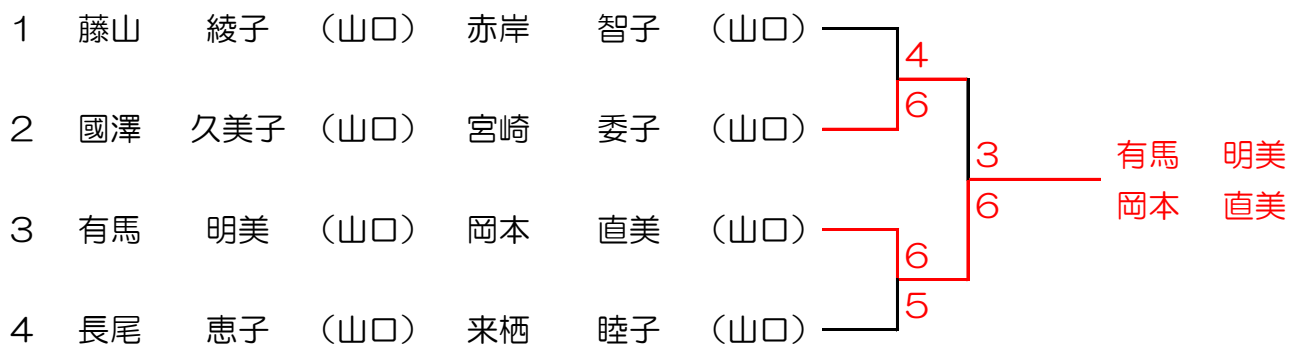 1 藤山 綾子 （山口） 赤岸 智子 （山口）
4
6
2 國澤 久美子 （山口） 宮崎 委子 （山口）
3 有馬 明美
6 岡本 直美
3 有馬 明美 （山口） 岡本 直美 （山口）
6
5
4 長尾 恵子 （山口） 来栖 睦子 （山口）